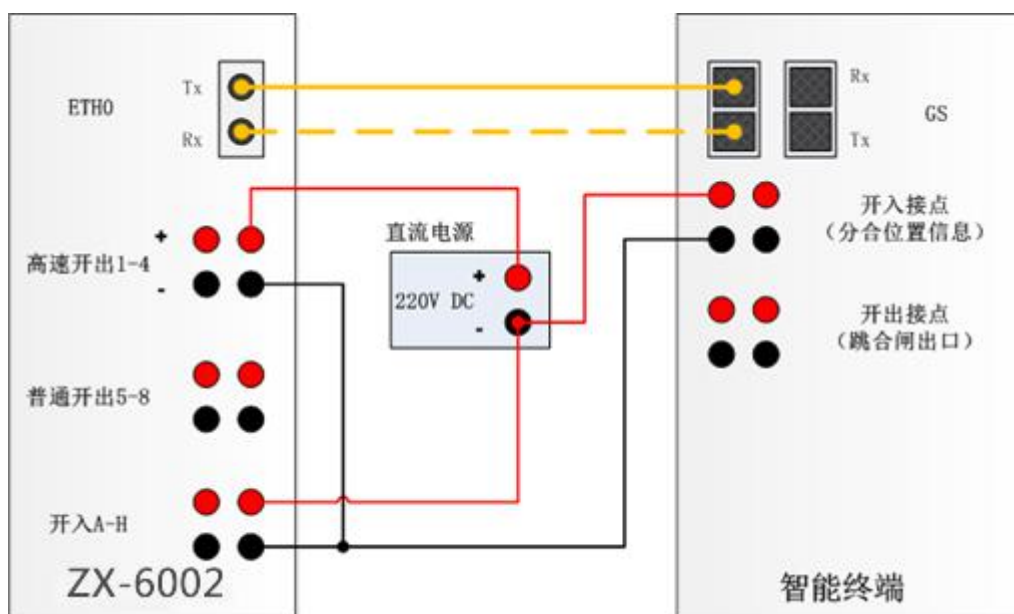 ETH0
Tx
Rx
+
高速开出1-4
-
普通开出5-8
开入A-H
ZX-6002
直流电源
+
220V DC
-
Rx
GS
Tx
开入接点
(分合位置信息)
开出接点
(跳合闸出口)
智能终端